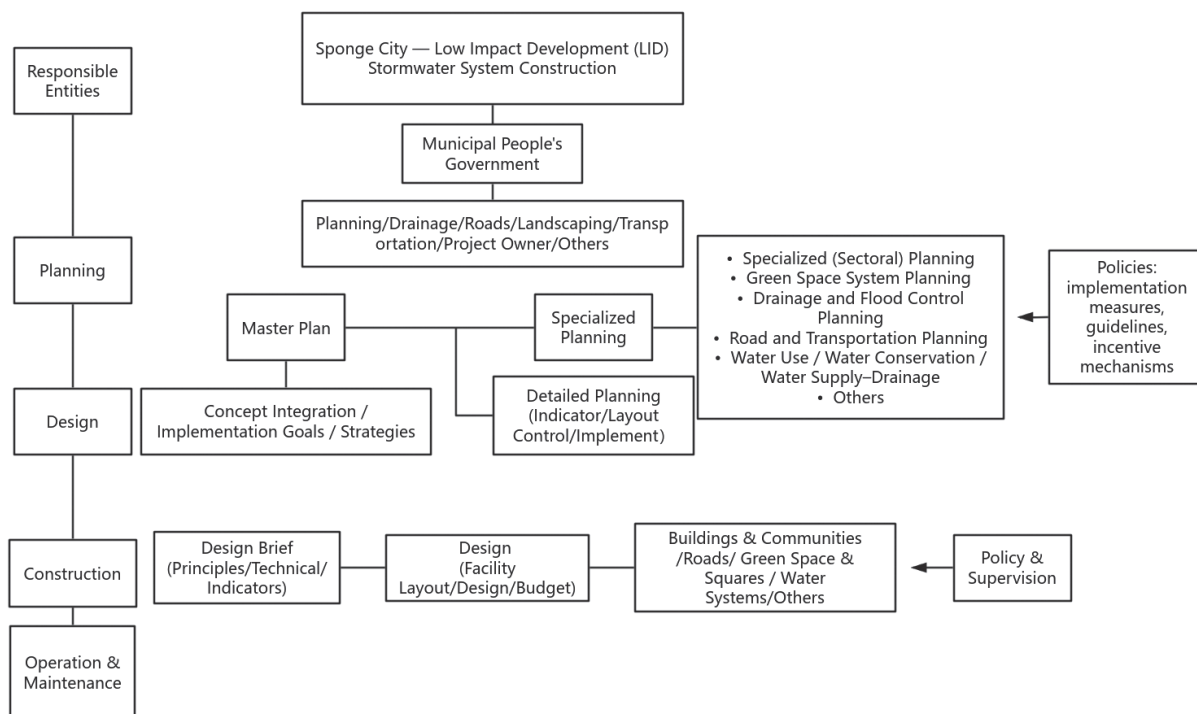 Responsible
Entities
Sponge City — Low Impact Development (LID)
Stormwater System Construction
Municipal People's
Government
Planning/Drainage/Roads/Landscaping/Transp
ortation/Project Owner/Others
Planning
Master Plan
Specialized
Planning
• Specialized (Sectoral) Planning
• Green Space System Planning
• Drainage and Flood Control
Planning
• Road and Transportation Planning
• Water Use / Water Conservation /
Water Supply–Drainage
• Others
Policies:
implementation
measures,
guidelines,
incentive
mechanisms
Design
Concept Integration /
Implementation Goals / Strategies
Detailed Planning
(Indicator/Layout
Control/Implement)
Construction
Design Brief
(Principles/Technical/
Indicators)
Design
(Facility
Layout/Design/Budget)
Buildings & Communities
/Roads/ Green Space &
Squares / Water
Systems/Others
Policy &
Supervision
Operation &
Maintenance